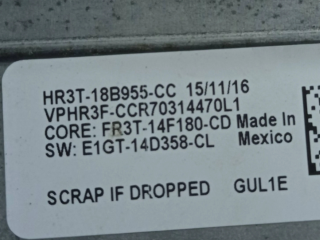 HR3T-18B955-CC 15/11/16
VPHR3F-CCR70314470L1
CORE: FR3T-14F180-CD
SW: E1GT-14D358-CL
Made In
Mexico
SCRAP IF DROPPED GUL1E